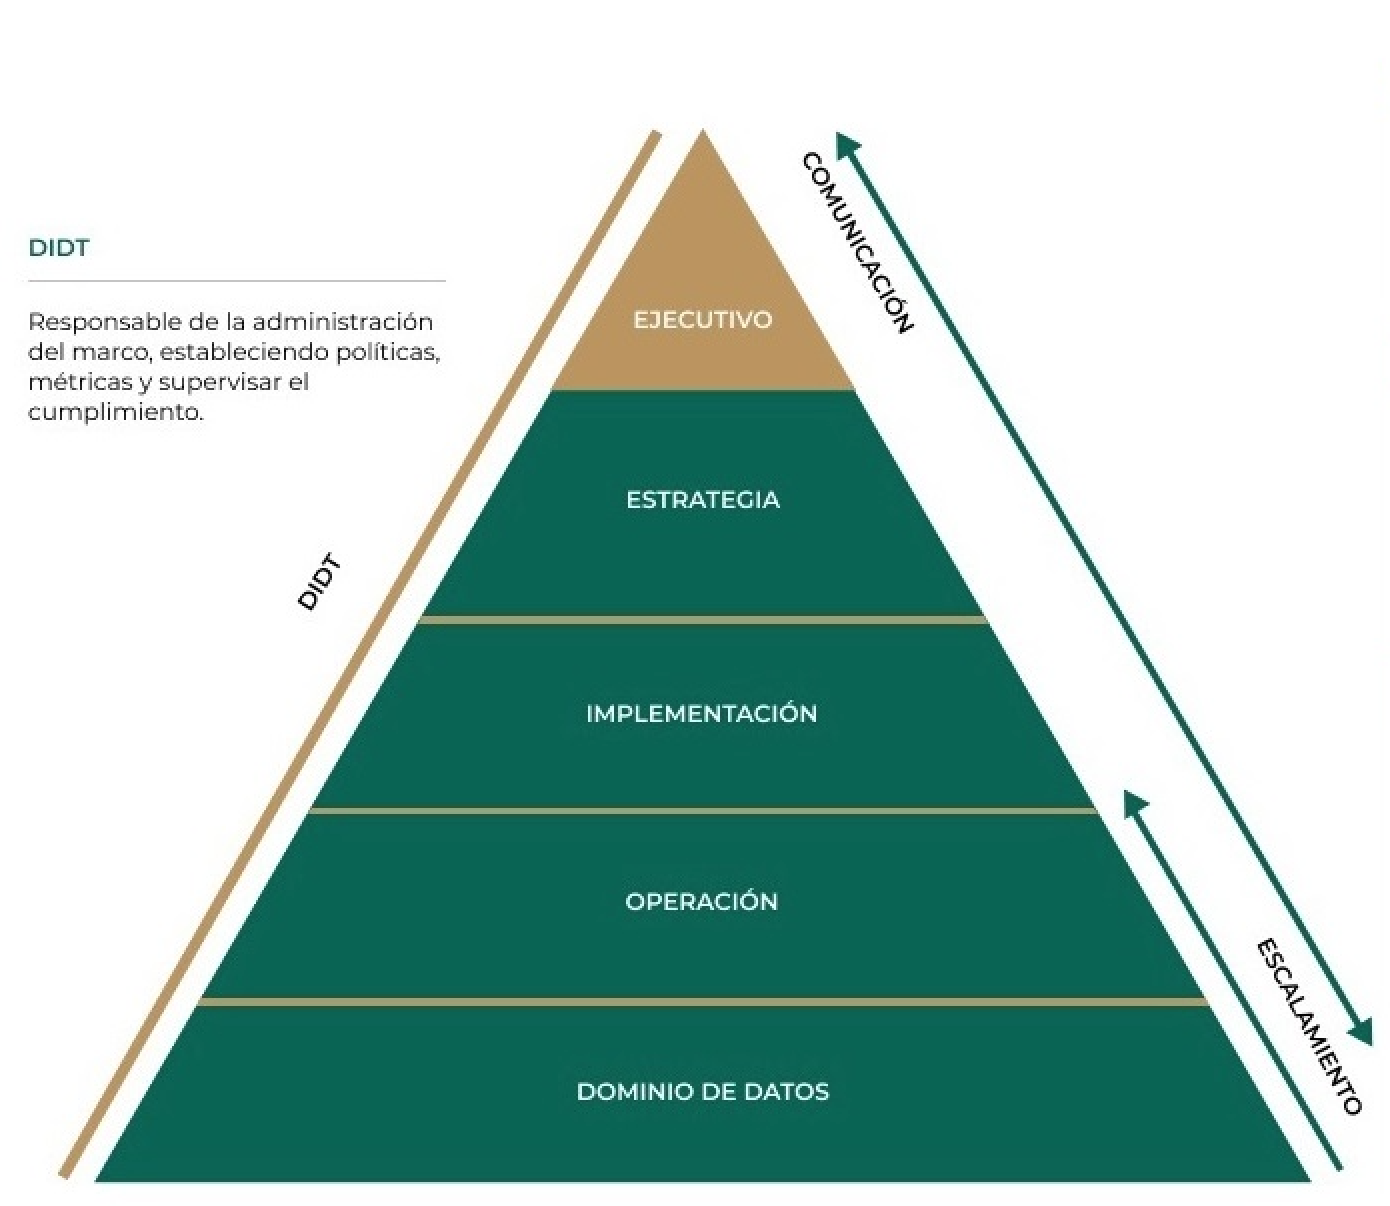 DIDT
Responsable de la administración
del marco, estableciendo políticas,
métricas y supervisar el
cumplimiento.
DIDT
EJECUTIVO
ESTRATEGIA
IMPLEMENTACIÓN
OPERACIÓN
DOMINIO DE DATOS
COMUNICACIÓN
ESCALAMIENTO